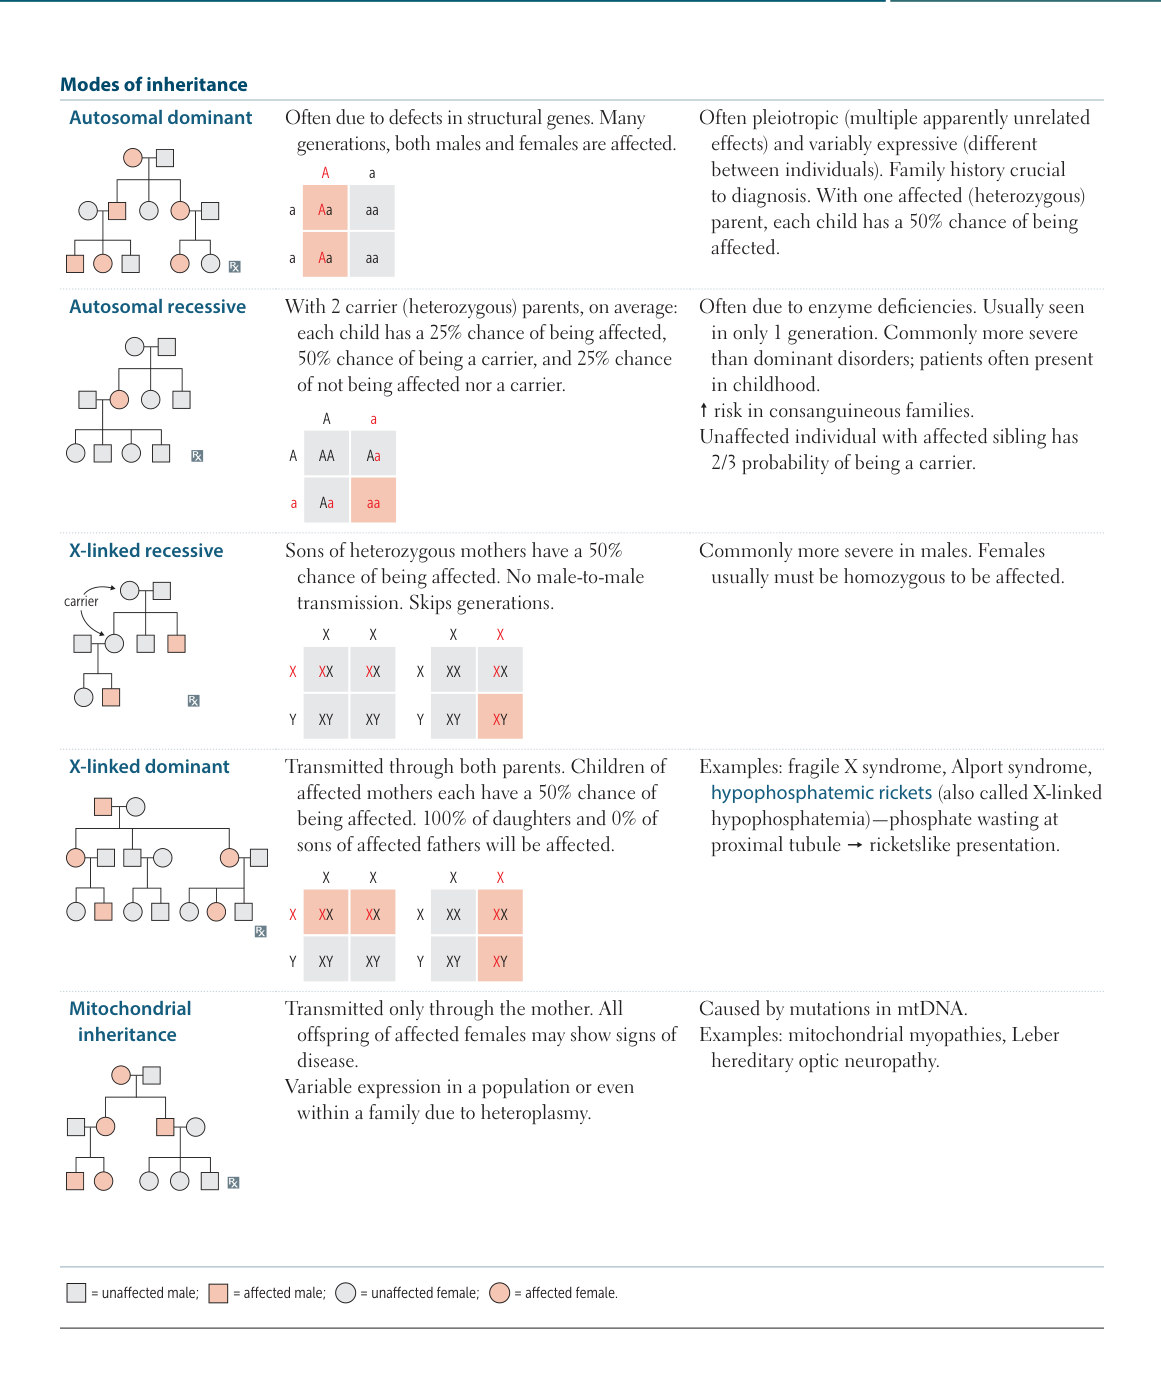 Modes of inheritance
Autosomal dominant
Often due to defects in structural genes. Many
generations, both males and females are affected.
A a
a Aa aa
a Aa aa
Often pleiotropic (multiple apparently unrelated
effects) and variably expressive (different
between individuals). Family history crucial
to diagnosis. With one affected (heterozygous)
parent, each child has a 50% chance of being
affected.
Rx
Autosomal recessive
With 2 carrier (heterozygous) parents, on average:
each child has a 25% chance of being affected,
50% chance of being a carrier, and 25% chance
of not being affected nor a carrier.
A a
A AA Aa
a Aa aa
Often due to enzyme deficiencies. Usually seen
in only 1 generation. Commonly more severe
than dominant disorders; patients often present
in childhood.
↑ risk in consanguineous families.
Unaffected individual with affected sibling has
2/3 probability of being a carrier.
Rx
X-linked recessive
carrier
Sons of heterozygous mothers have a 50%
chance of being affected. No male-to-male
transmission. Skips generations.
X X X X
X XX XX X XX XX
Y XY XY Y XY XY
Commonly more severe in males. Females
usually must be homozygous to be affected.
Rx
X-linked dominant
Transmitted through both parents. Children of
affected mothers each have a 50% chance of
being affected. 100% of daughters and 0% of
sons of affected fathers will be affected.
X X X X
X XX XX X XX XX
Y XY XY Y XY XY
Examples: fragile X syndrome, Alport syndrome,
hypophosphatemic rickets (also called X-linked
hypophosphatemia)—phosphate wasting at
proximal tubule → ricketslike presentation.
Rx
Mitochondrial
inheritance
Transmitted only through the mother. All
offspring of affected females may show signs of
disease.
Variable expression in a population or even
within a family due to heteroplasmy.
Caused by mutations in mtDNA.
Examples: mitochondrial myopathies, Leber
hereditary optic neuropathy.
Rx
= unaffected male; = affected male; = unaffected female; = affected female.